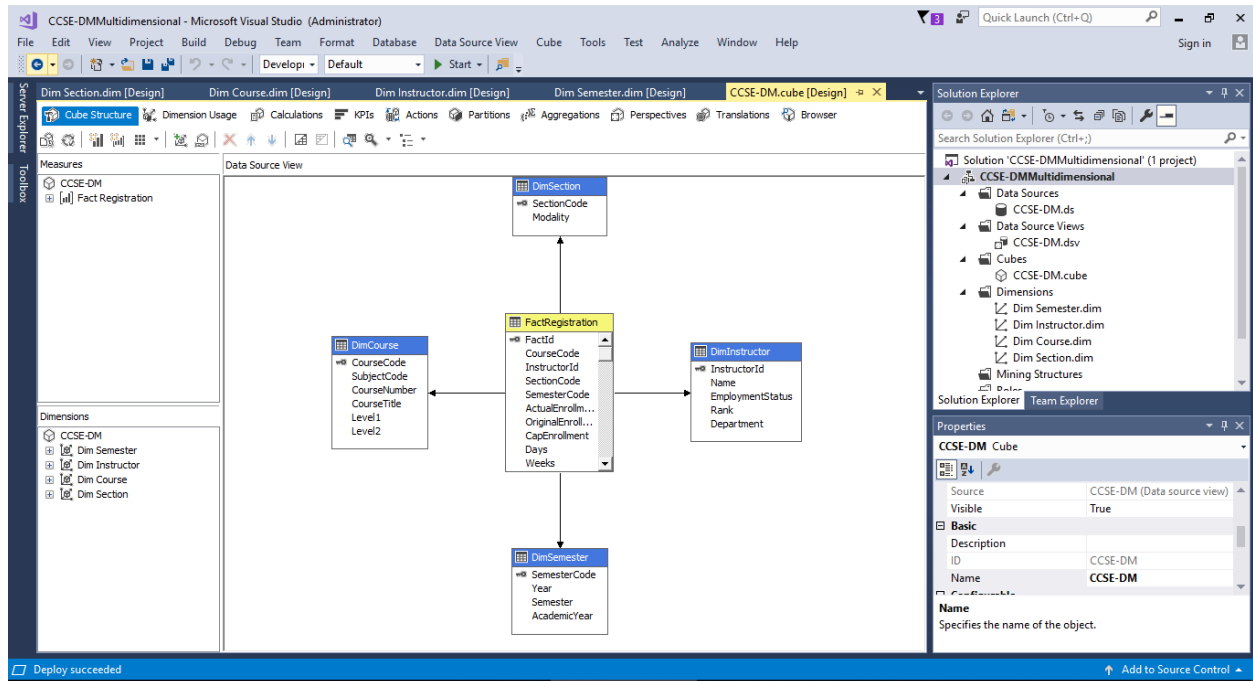 CCSE-DMMultidimensional - Microsoft Visual Studio (Administrator)
3
Quick Launch (Ctrl+Q)
File Edit View Project Build Debug Team Format Database Data Source View Cube Tools Test Analyze Window Help
Sign in
Developi Default Start
Server Explorer
Toolbox
Dim Section.dim [Design] Dim Course.dim [Design] Dim Instructor.dim [Design] Dim Semester.dim [Design] CCSE-DM.cube [Design]
Cube Structure Dimension Usage Calculations KPIs Actions Partitions Aggregations Perspectives Translations Browser
Measures
CCSE-DM
Fact Registration
Dimensions
CCSE-DM
Dim Semester
Dim Instructor
Dim Course
Dim Section
Data Source View
DimSection
SectionCode
Modality
DimCourse
CourseCode
SubjectCode
CourseNumber
CourseTitle
Level1
Level2
FactRegistration
FactId
CourseCode
InstructorId
SectionCode
SemesterCode
ActualEnrollm...
OriginalEnroll...
CapEnrollment
Days
Weeks
DimInstructor
InstructorId
Name
EmploymentStatus
Rank
Department
DimSemester
SemesterCode
Year
Semester
AcademicYear
Solution Explorer
Search Solution Explorer (Ctrl+;)
Solution 'CCSE-DMMultidimensional' (1 project)
CCSE-DMMultidimensional
Data Sources
CCSE-DM.ds
Data Source Views
CCSE-DM.dsv
Cubes
CCSE-DM.cube
Dimensions
Dim Semester.dim
Dim Instructor.dim
Dim Course.dim
Dim Section.dim
Mining Structures
Roles
Solution Explorer Team Explorer
Properties
CCSE-DM Cube
Source CCSE-DM (Data source view)
Visible True
Basic
Description
ID CCSE-DM
Name CCSE-DM
Configurable
Name
Specifies the name of the object.
Deploy succeeded
Add to Source Control